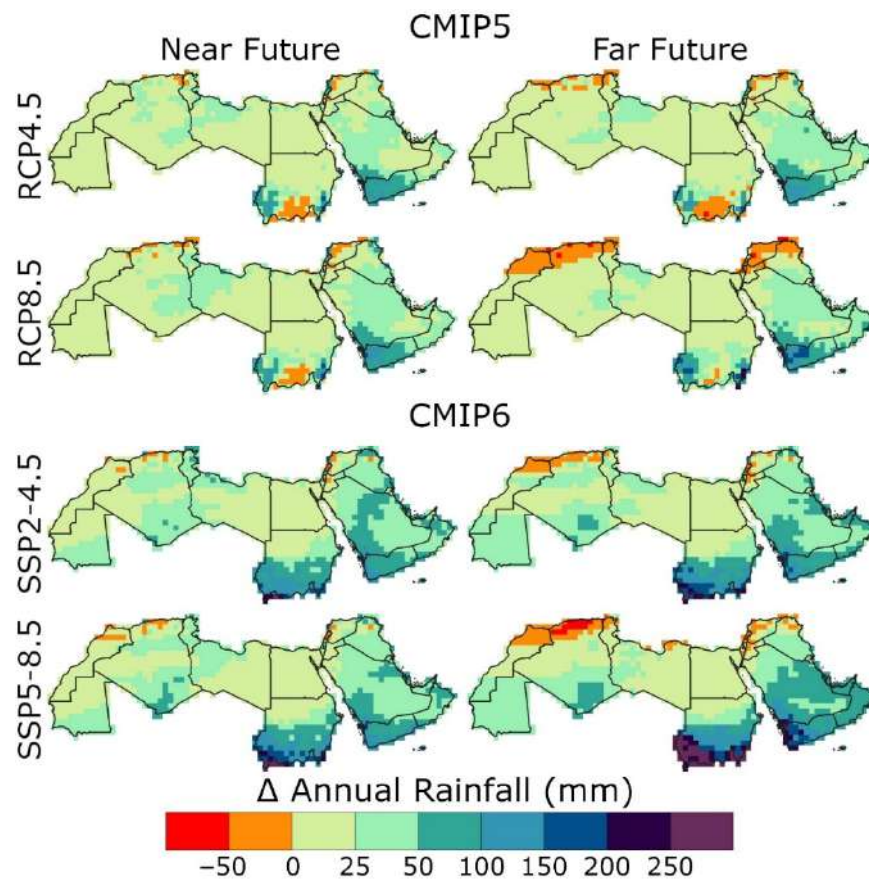 CMIP5
Near Future
Far Future
RCP4.5
RCP8.5
CMIP6
SSP2-4.5
SSP5-8.5
Δ Annual Rainfall (mm)
−50 0 25 50 100 150 200 250